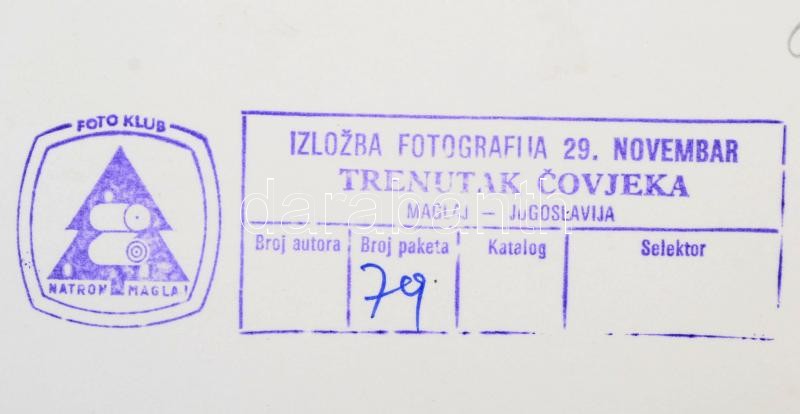 FOTO KLUB
NATRON MAGLAJ
IZLOŽBA FOTOGRAFIJA 29. NOVEMBAR
TRENUTAK ČOVJEKA
MAGLAJ — JUGOSLAVIJA
Broj autora Broj paketa Katalog Selektor
79
darabanth